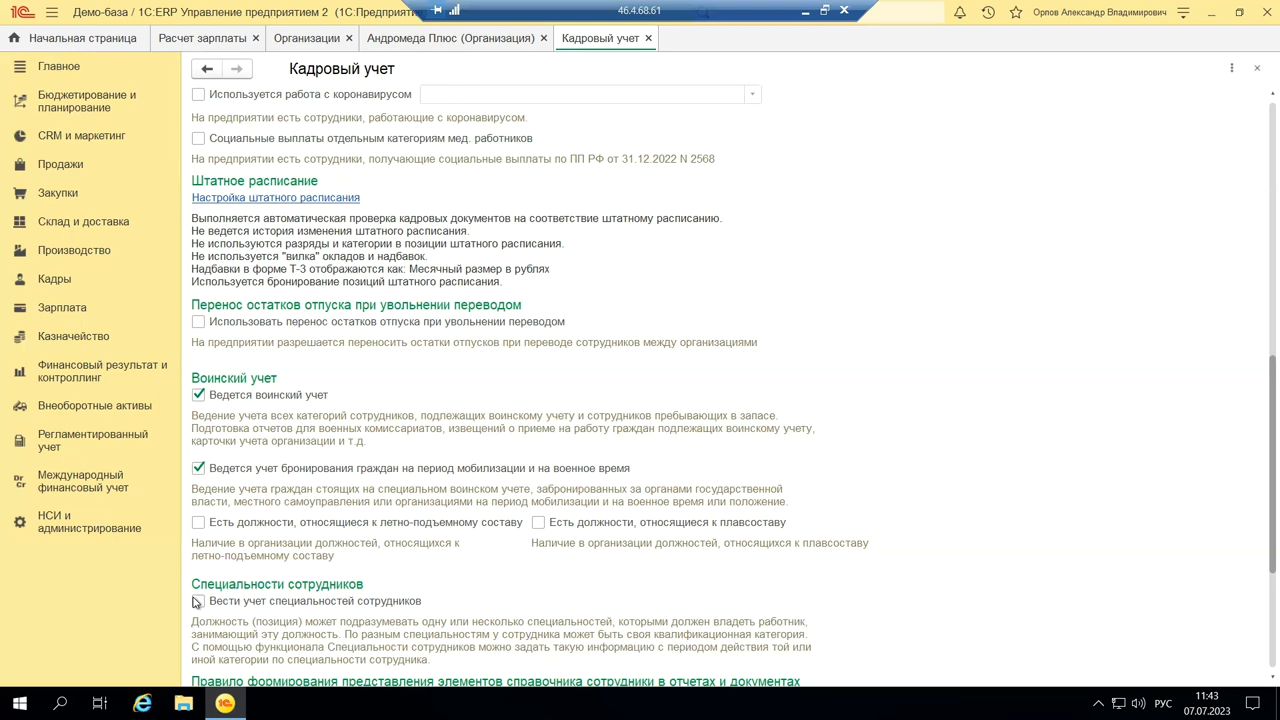 Демо-база / 1С:ERP Управление предприятием 2 (1С:Предприяти
46.4.68.61
Орлов Александр Владимирович
Начальная страница
Расчет зарплаты
Организации
Андромеда Плюс (Организация)
Кадровый учет
Главное
Бюджетирование и
планирование
CRM и маркетинг
Продажи
Закупки
Склад и доставка
Производство
Кадры
Зарплата
Казначейство
Финансовый результат и
контроллинг
Внеоборотные активы
Регламентированный
учет
Международный
финансовый учет
НСИ и
администрирование
Кадровый учет
Используется работа с коронавирусом
На предприятии есть сотрудники, работающие с коронавирусом.
Социальные выплаты отдельным категориям мед. работников
На предприятии есть сотрудники, получающие социальные выплаты по ПП РФ от 31.12.2022 N 2568
Штатное расписание
Настройка штатного расписания
Выполняется автоматическая проверка кадровых документов на соответствие штатному расписанию.
Не ведется история изменения штатного расписания.
Не используются разряды и категории в позиции штатного расписания.
Не используется "вилка" окладов и надбавок.
Надбавки в форме Т-3 отображаются как: Месячный размер в рублях
Используется бронирование позиций штатного расписания.
Перенос остатков отпуска при увольнении переводом
Использовать перенос остатков отпуска при увольнении переводом
На предприятии разрешается переносить остатки отпусков при переводе сотрудников между организациями
Воинский учет
Ведется воинский учет
Ведение учета всех категорий сотрудников, подлежащих воинскому учету и сотрудников пребывающих в запасе.
Подготовка отчетов для военных комиссариатов, извещений о приеме на работу граждан подлежащих воинскому учету,
карточки учета организации и т.д.
Ведется учет бронирования граждан на период мобилизации и на военное время
Ведение учета граждан стоящих на специальном воинском учете, забронированных за органами государственной
власти, местного самоуправления или организациями на период мобилизации и на военное время или положение.
Есть должности, относящиеся к летно-подъемному составу
Есть должности, относящиеся к плавсоставу
Наличие в организации должностей, относящихся к
летно-подъемному составу
Наличие в организации должностей, относящихся к плавсоставу
Специальности сотрудников
Вести учет специальностей сотрудников
Должность (позиция) может подразумевать одну или несколько специальностей, которыми должен владеть работник,
занимающий эту должность. По разным специальностям у сотрудника может быть своя квалификационная категория.
С помощью функционала Специальности сотрудников можно задать такую информацию с периодом действия той или
иной категории по специальности сотрудника.
Правило формирования представления элементов справочника сотрудники в отчетах и документах
РУС
11:43
07.07.2023